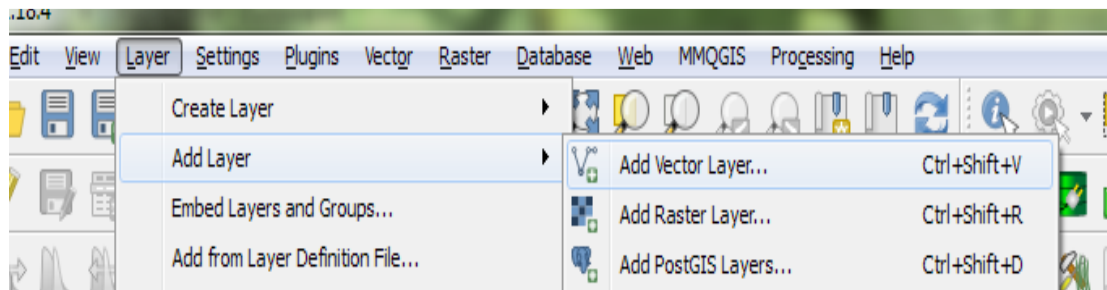 .18.4
Edit View Layer Settings Plugins Vector Raster Database Web MMQGIS Processing Help
Create Layer
Add Layer
Add Vector Layer... Ctrl+Shift+V
Embed Layers and Groups...
Add Raster Layer... Ctrl+Shift+R
Add from Layer Definition File...
Add PostGIS Layers... Ctrl+Shift+D